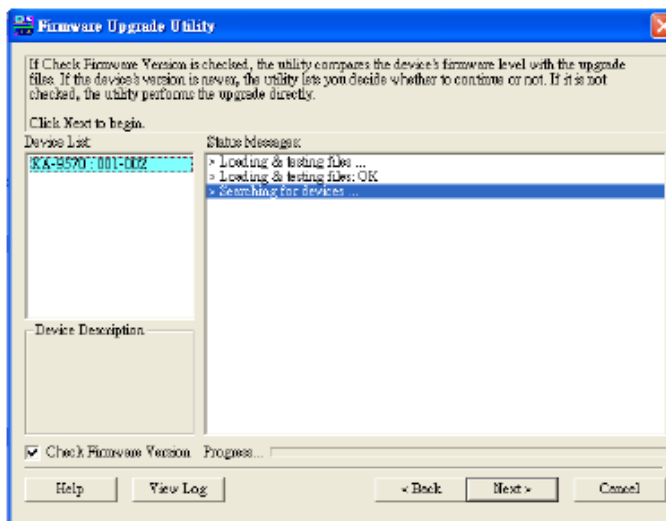 Firmware Upgrade Utility
If Check Firmware Version is checked, the utility compares the device's firmware level with the upgrade
files. If the device's version is newer, the utility lets you decide whether to continue or not. If it is not
checked, the utility performs the upgrade directly.
Click Next to begin.
Device List:
Status Messages:
KA-9570 : 001-002
> Loading & testing files ...
> Loading & testing files: OK
> Searching for devices ...
Device Description
Check Firmware Version
Progress...
Help
View Log
< Back
Next >
Cancel